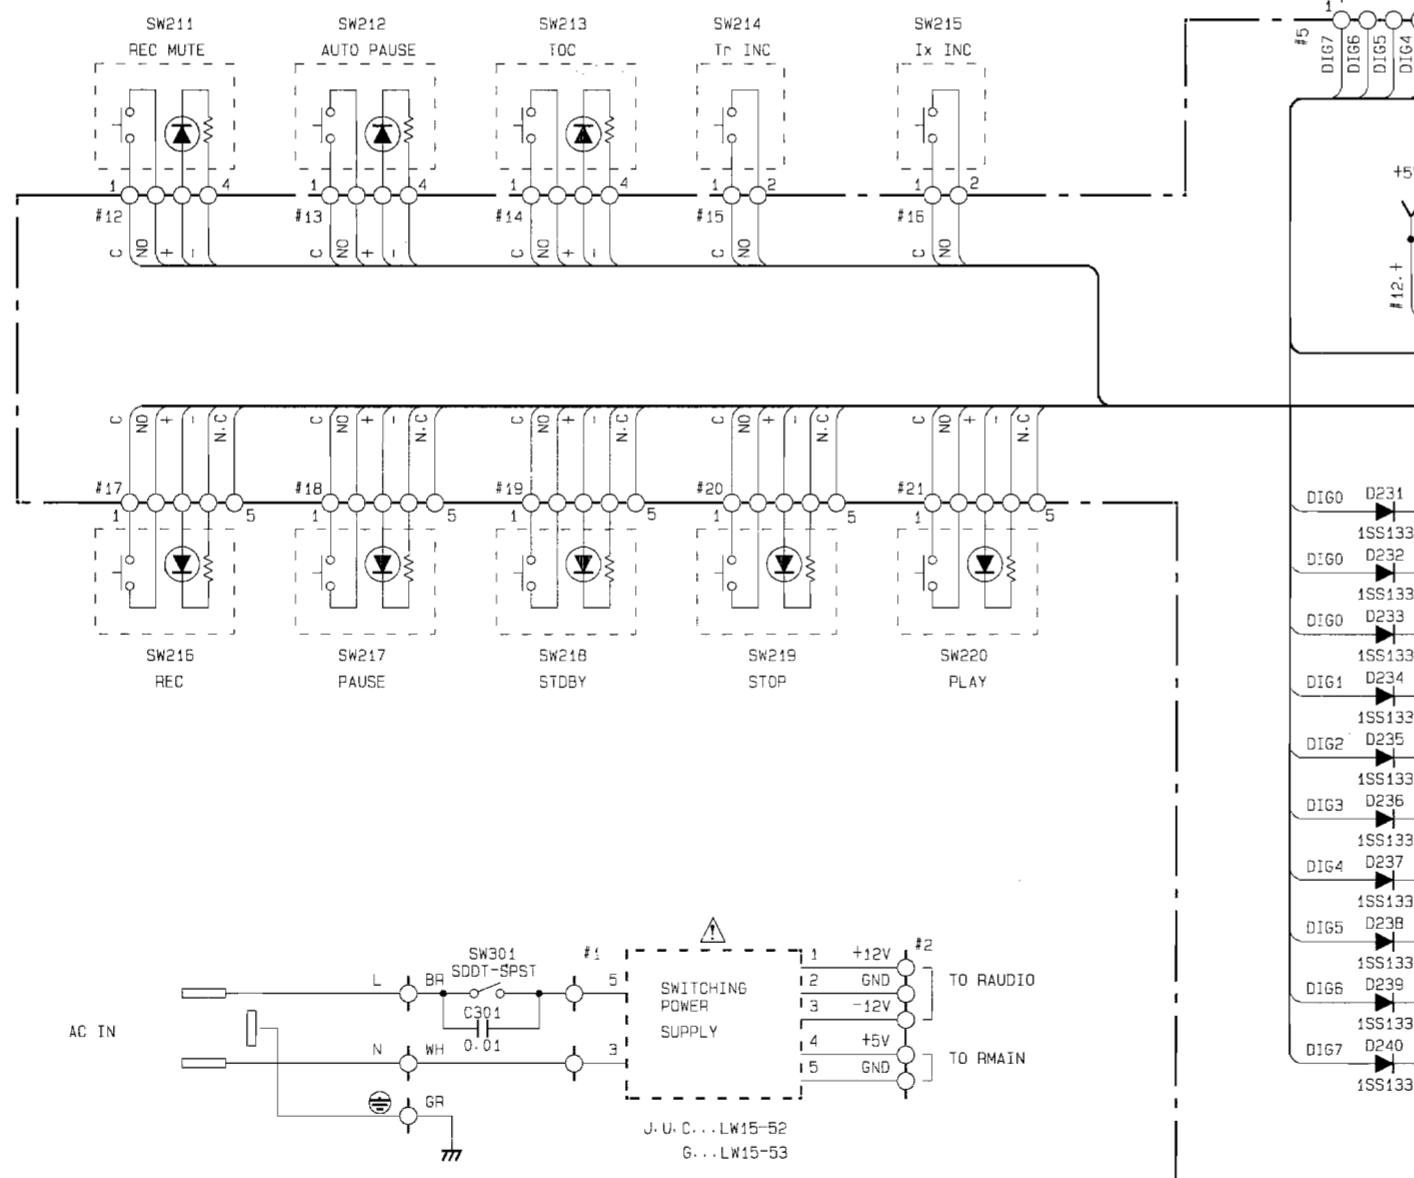 SW211 SW212 SW213 SW214 SW215
REC MUTE AUTO PAUSE TOC Tr INC Ix INC
1 4 1 4 1 4 1 2 1 2
#12 #13 #14 #15 #16
C NO + - C NO + - C NO + - C NO C NO
1
#5
DIG7 DIG6 DIG5 DIG4
#12.+
C NO + - N.C C NO + - N.C C NO + - N.C C NO + - N.C C NO + - N.C
#17 #18 #19 #20 #21
1 5 1 5 1 5 1 5 1 5
SW216 SW217 SW218 SW219 SW220
REC PAUSE STDBY STOP PLAY
DIG0 D231
1SS133
DIG0 D232
1SS133
DIG0 D233
1SS133
DIG1 D234
1SS133
DIG2 D235
1SS133
DIG3 D236
1SS133
DIG4 D237
1SS133
DIG5 D238
1SS133
DIG6 D239
1SS133
DIG7 D240
1SS133
AC IN
L BR
SW301
SDDT-SPST
C301
0.01
N WH
GR
#1
5
3
SWITCHING
POWER
SUPPLY
1 +12V
2 GND
3 -12V
4 +5V
5 GND
#2
TO RAUDIO
TO RMAIN
J.U.C...LW15-52
G...LW15-53